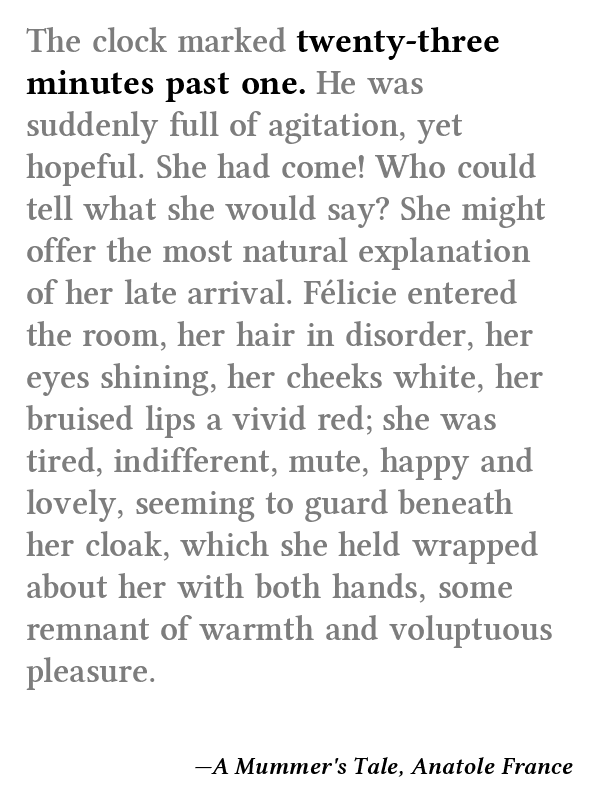 The clock marked twenty-three
minutes past one. He was
suddenly full of agitation, yet
hopeful. She had come! Who could
tell what she would say? She might
offer the most natural explanation
of her late arrival. Félicie entered
the room, her hair in disorder, her
eyes shining, her cheeks white, her
bruised lips a vivid red; she was
tired, indifferent, mute, happy and
lovely, seeming to guard beneath
her cloak, which she held wrapped
about her with both hands, some
remnant of warmth and voluptuous
pleasure.
—A Mummer's Tale, Anatole France